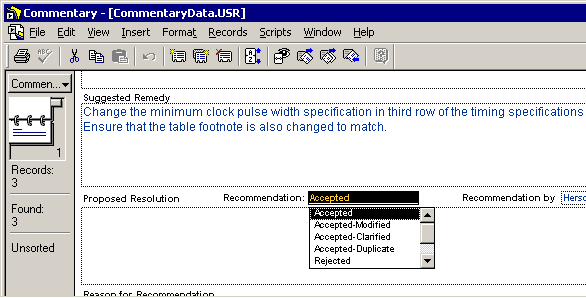 Commentary - [CommentaryData.USR]
File Edit View Insert Format Records Scripts Window Help
Commen...
1
Records:
3
Found:
3
Unsorted
Suggested Remedy
Change the minimum clock pulse width specification in third row of the timing specifications
Ensure that the table footnote is also changed to match.
Proposed Resolution Recommendation: Accepted Recommendation by Hersc
Accepted
Accepted-Modified
Accepted-Clarified
Accepted-Duplicate
Rejected
Reason for Recommendation